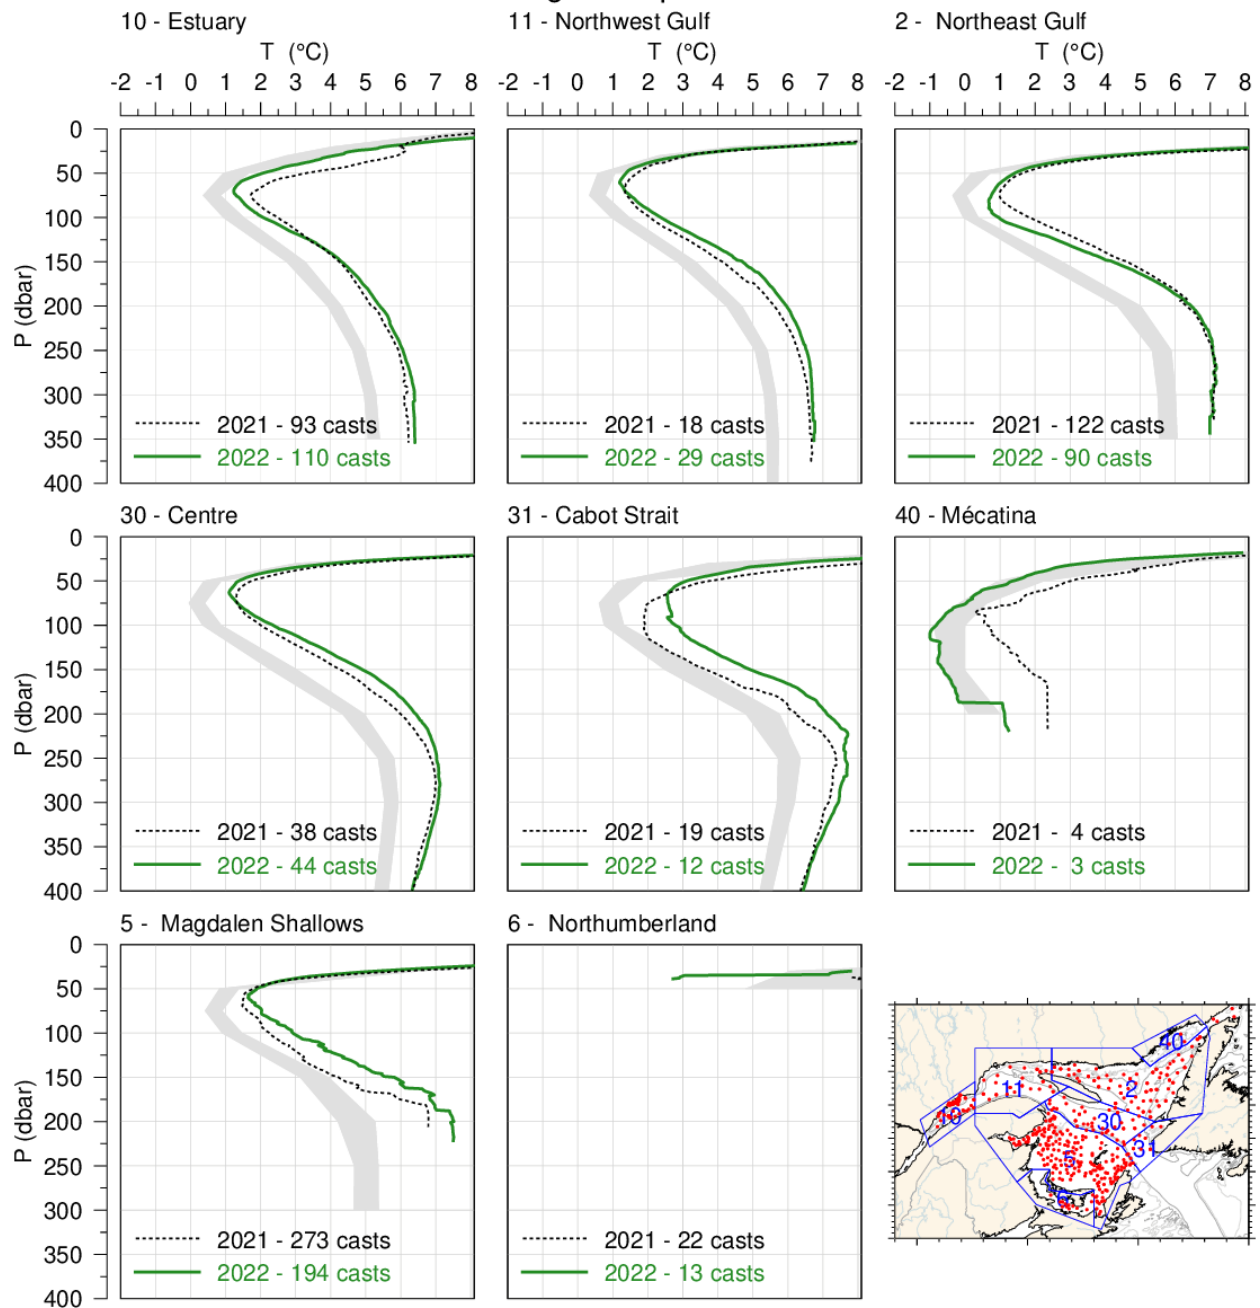 10 - Estuary
11 - Northwest Gulf
2 - Northeast Gulf
T (°C)
T (°C)
T (°C)
-2 -1 0 1 2 3 4 5 6 7 8
-2 -1 0 1 2 3 4 5 6 7 8
-2 -1 0 1 2 3 4 5 6 7 8
P (dbar)
0
50
100
150
200
250
300
350
400
2021 - 93 casts
2022 - 110 casts
2021 - 18 casts
2022 - 29 casts
2021 - 122 casts
2022 - 90 casts
30 - Centre
31 - Cabot Strait
40 - Mécatina
P (dbar)
0
50
100
150
200
250
300
350
400
2021 - 38 casts
2022 - 44 casts
2021 - 19 casts
2022 - 12 casts
2021 - 4 casts
2022 - 3 casts
5 - Magdalen Shallows
6 - Northumberland
P (dbar)
0
50
100
150
200
250
300
350
400
2021 - 273 casts
2022 - 194 casts
2021 - 22 casts
2022 - 13 casts
40
11
2
10
30
31
5
6